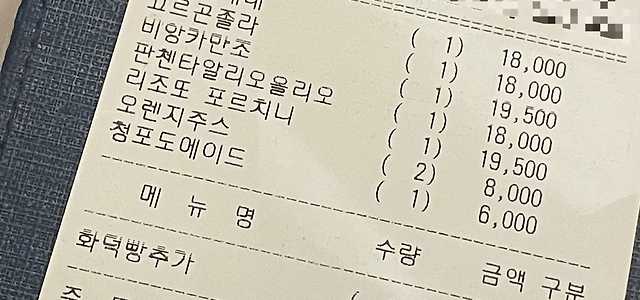 ( 1) 18,000
고르곤졸라 ( 1) 18,000
비앙카만조 ( 1) 19,500
판첸타알리오올리오 ( 1) 18,000
리조또 포르치니 ( 1) 19,500
오렌지주스 ( 2) 8,000
청포도에이드 ( 1) 6,000
메 뉴 명 수량 금액 구분
화덕빵추가